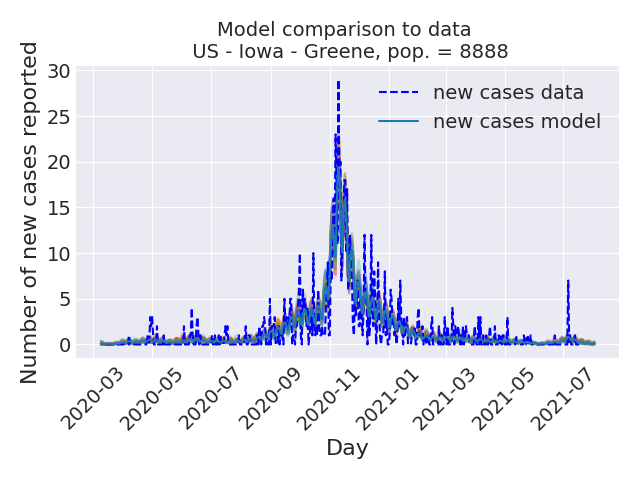 Model comparison to data
US - Iowa - Greene, pop. = 8888
Number of new cases reported
30
25
20
15
10
5
0
new cases data
new cases model
2020-03
2020-05
2020-07
2020-09
2020-11
2021-01
2021-03
2021-05
2021-07
Day